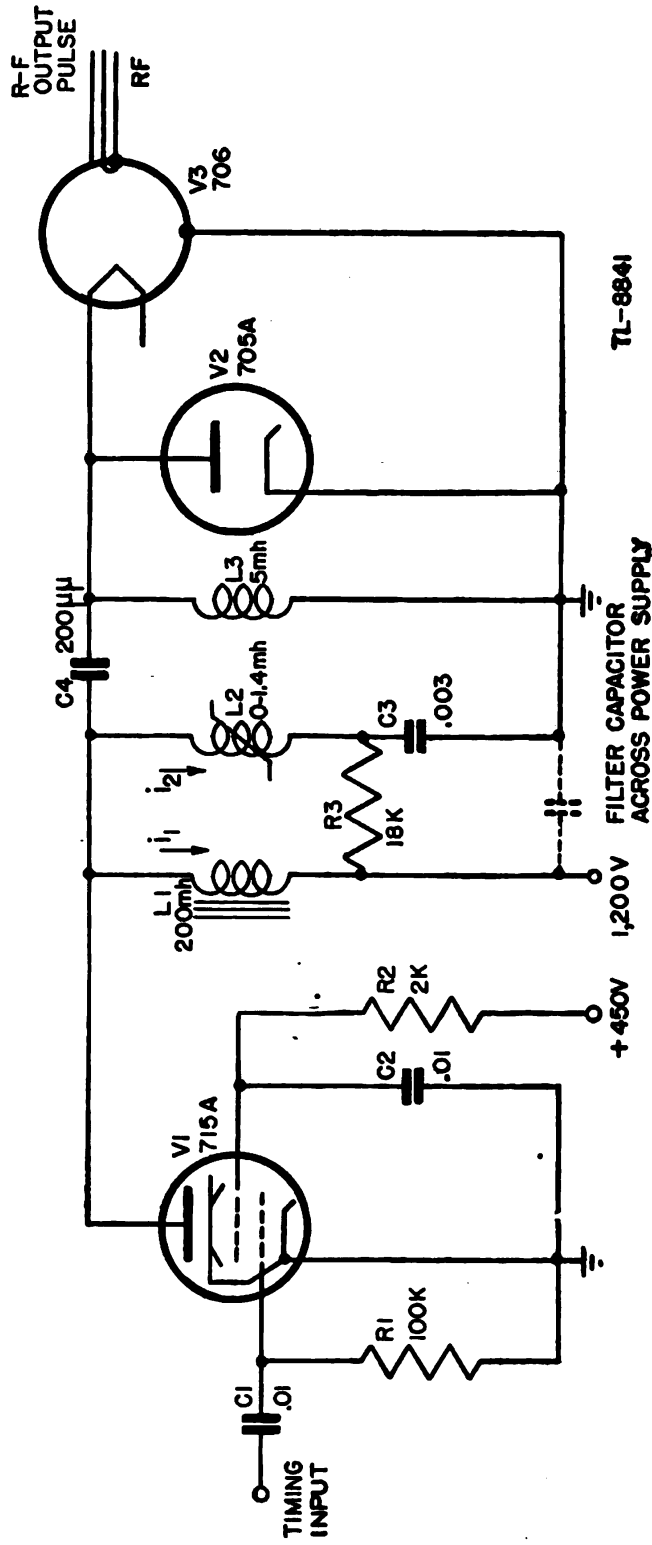 TIMING
INPUT
C1
.01
R1
100K
V1
715A
C2
.01
R2
2K
+450V
L1
200mh
i1
i2
L2
0-1.4mh
R3
18K
C3
.003
1,200V
FILTER CAPACITOR
ACROSS POWER SUPPLY
C4
200μμ
L3
5mh
V2
705A
V3
706
R-F
OUTPUT
PULSE
RF
TL-8841